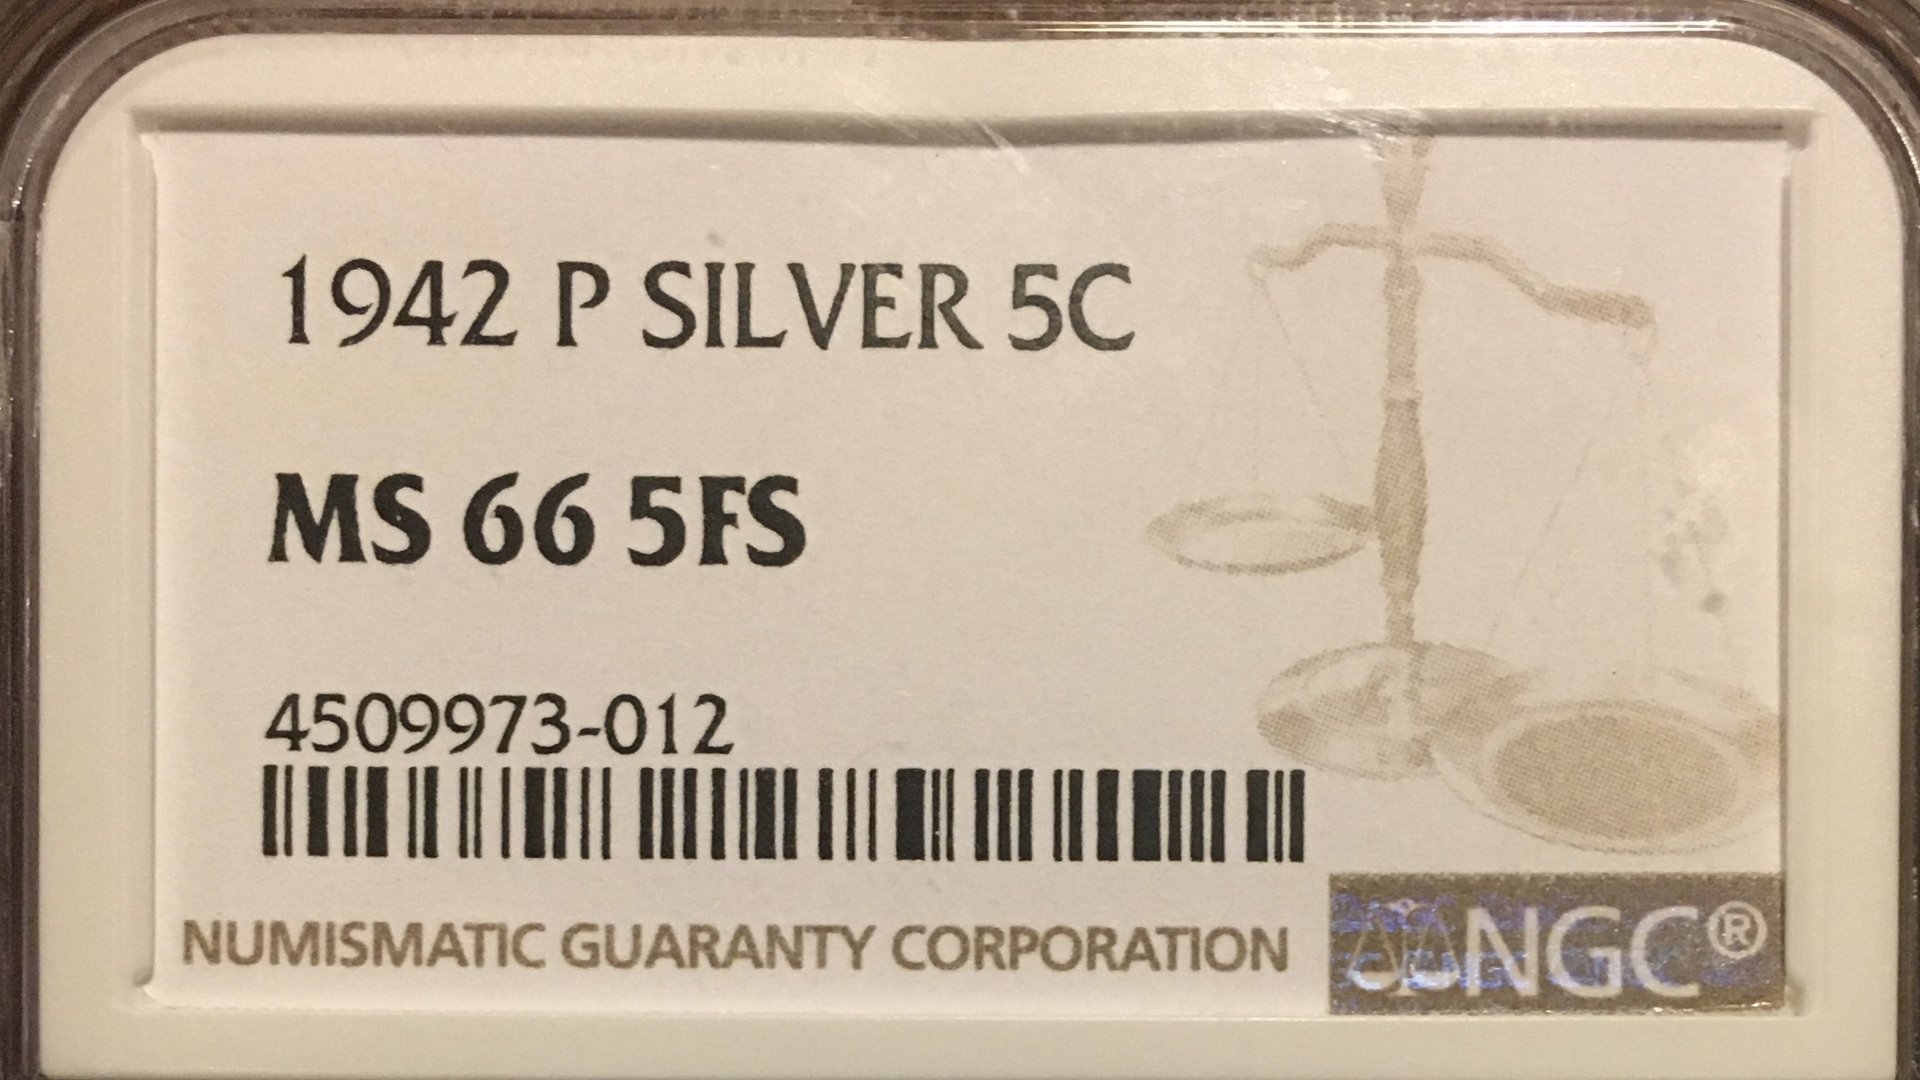 1942 P SILVER 5C
MS 66 5FS
4509973-012
NUMISMATIC GUARANTY CORPORATION
NGC®